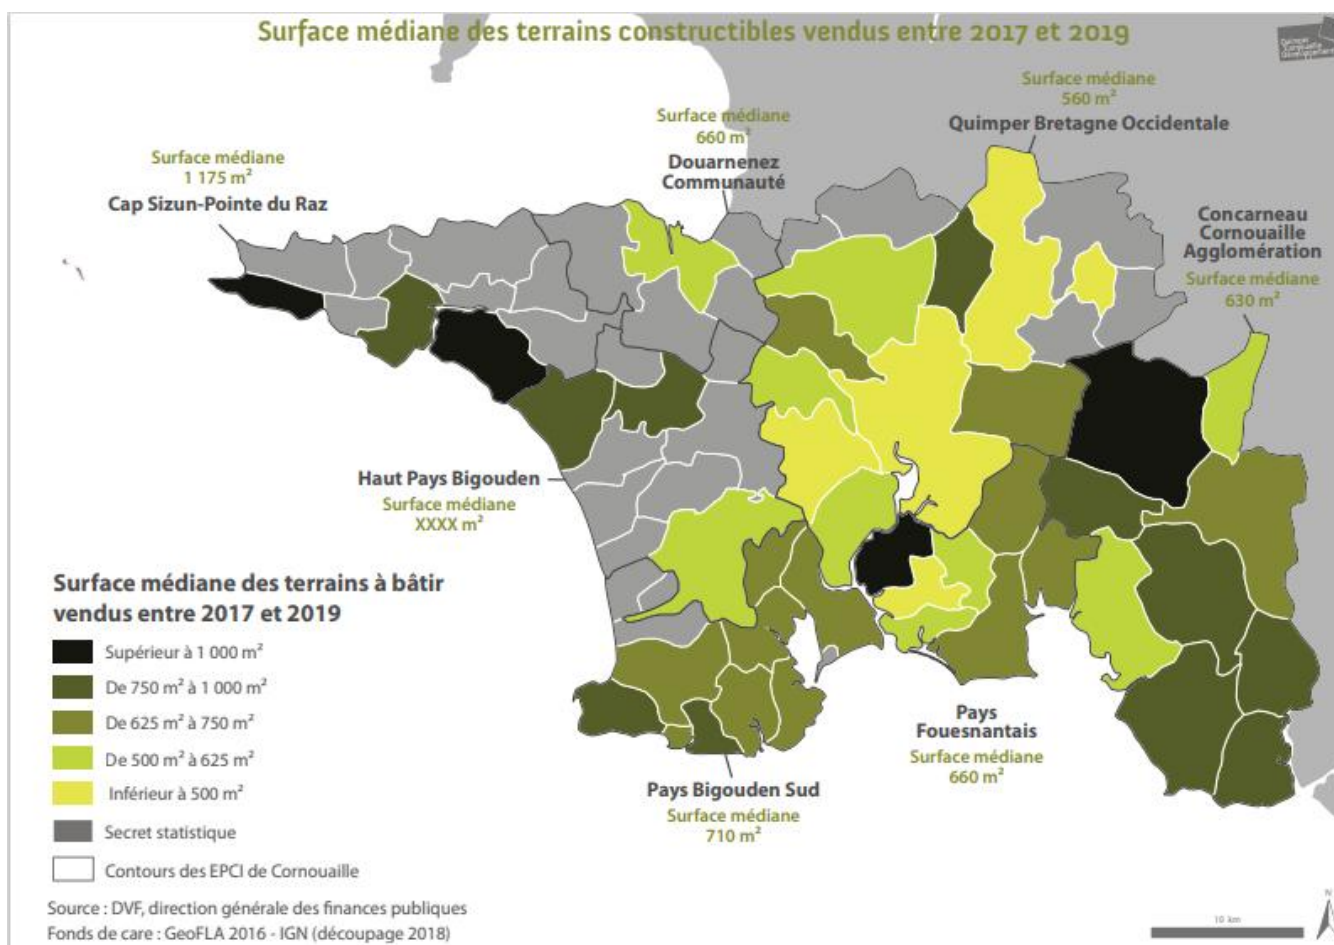 Surface médiane des terrains constructibles vendus entre 2017 et 2019
Surface médiane
560 m²
Quimper Bretagne Occidentale
Surface médiane
660 m²
Douarnenez
Communauté
Surface médiane
1 175 m²
Cap Sizun-Pointe du Raz
Concarneau
Cornouaille
Agglomération
Surface médiane
630 m²
Haut Pays Bigouden
Surface médiane
XXXX m²
Surface médiane des terrains à bâtir
vendus entre 2017 et 2019
Supérieur à 1 000 m²
De 750 m² à 1 000 m²
De 625 m² à 750 m²
De 500 m² à 625 m²
Inférieur à 500 m²
Secret statistique
Contours des EPCI de Cornouaille
Pays
Fouesnantais
Surface médiane
660 m²
Pays Bigouden Sud
Surface médiane
710 m²
Source : DVF, direction générale des finances publiques
Fonds de care : GeoFLA 2016 - IGN (découpage 2018)
10 km
N